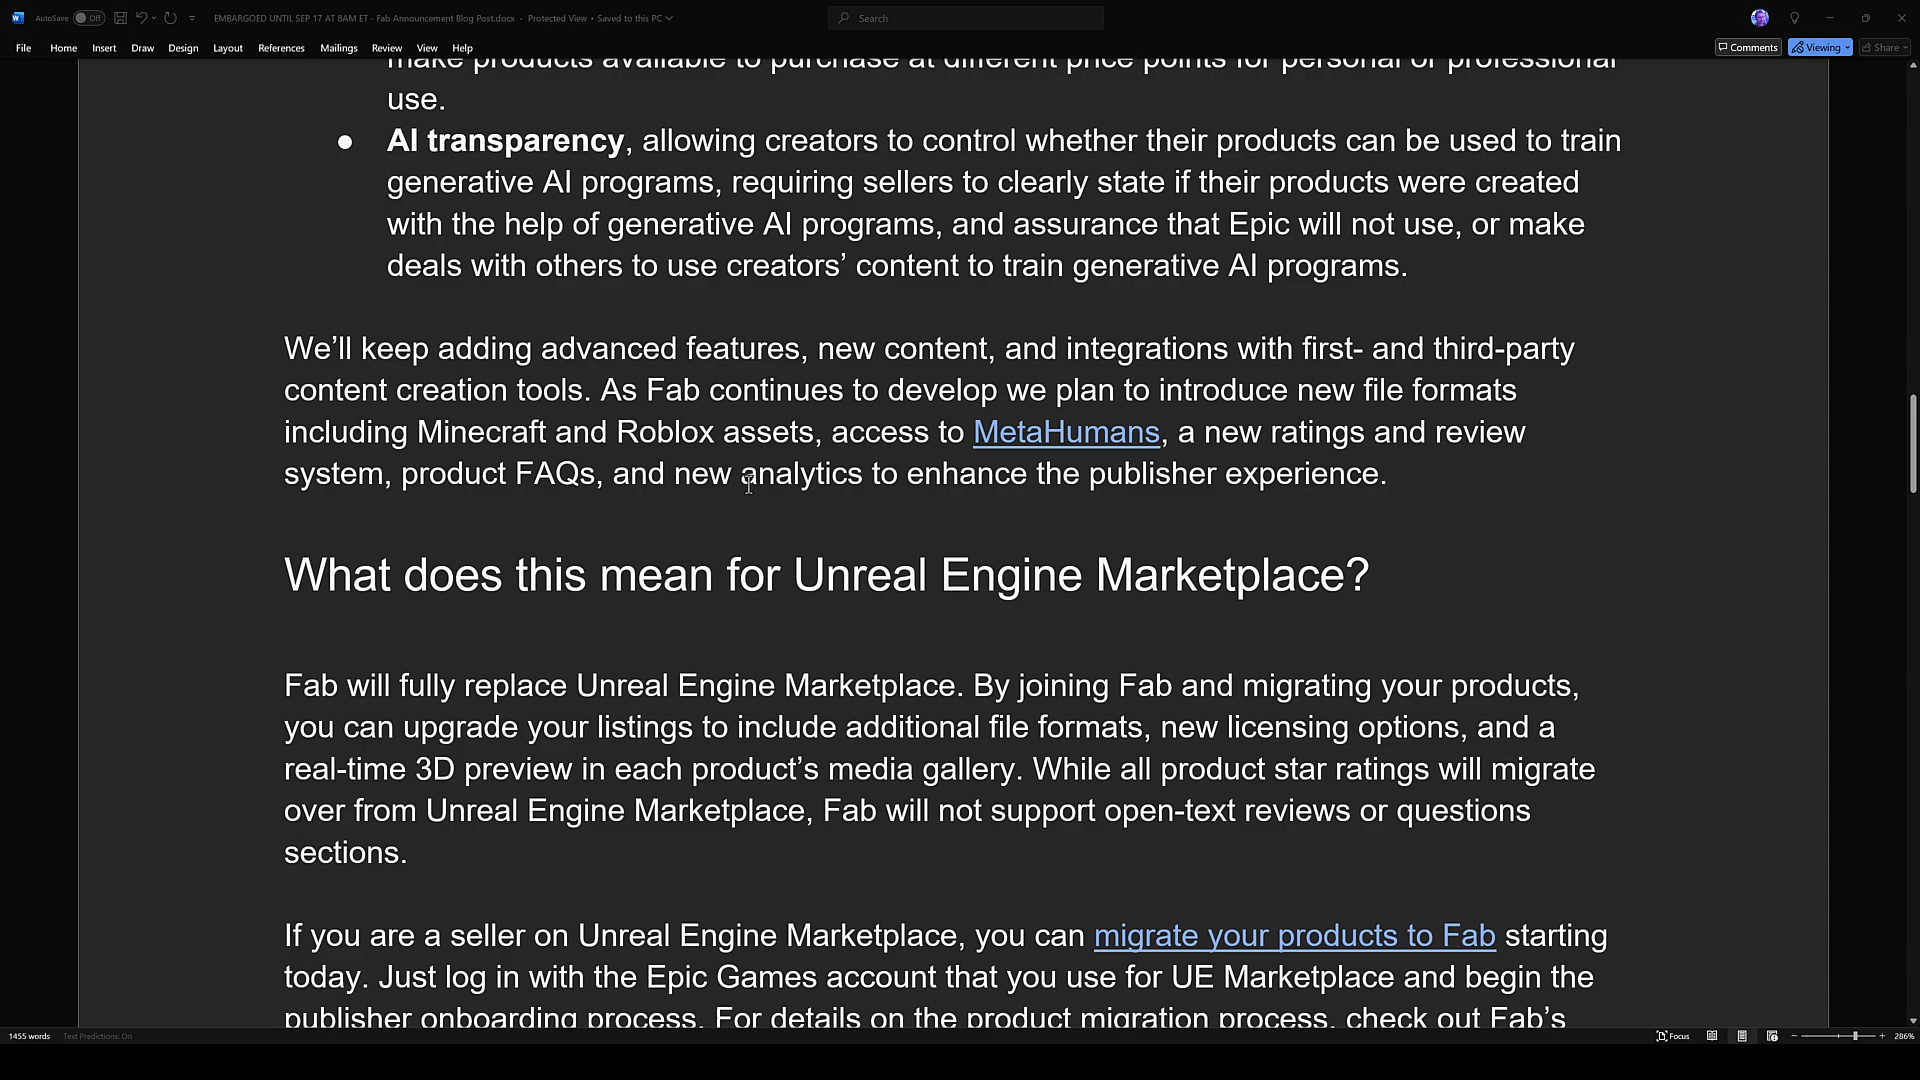 AutoSave Off EMBARGOED UNTIL SEP 17 AT 8AM ET - Fab Announcement Blog Post.docx - Protected View • Saved to this PC Search
File Home Insert Draw Design Layout References Mailings Review View Help Comments Viewing Share
make products available to purchase at different price points for personal or professional
use.
● AI transparency, allowing creators to control whether their products can be used to train
generative AI programs, requiring sellers to clearly state if their products were created
with the help of generative AI programs, and assurance that Epic will not use, or make
deals with others to use creators’ content to train generative AI programs.
We’ll keep adding advanced features, new content, and integrations with first- and third-party
content creation tools. As Fab continues to develop we plan to introduce new file formats
including Minecraft and Roblox assets, access to MetaHumans, a new ratings and review
system, product FAQs, and new analytics to enhance the publisher experience.
What does this mean for Unreal Engine Marketplace?
Fab will fully replace Unreal Engine Marketplace. By joining Fab and migrating your products,
you can upgrade your listings to include additional file formats, new licensing options, and a
real-time 3D preview in each product’s media gallery. While all product star ratings will migrate
over from Unreal Engine Marketplace, Fab will not support open-text reviews or questions
sections.
If you are a seller on Unreal Engine Marketplace, you can migrate your products to Fab starting
today. Just log in with the Epic Games account that you use for UE Marketplace and begin the
publisher onboarding process. For details on the product migration process, check out Fab’s
1455 words Text Predictions: On Focus 286%